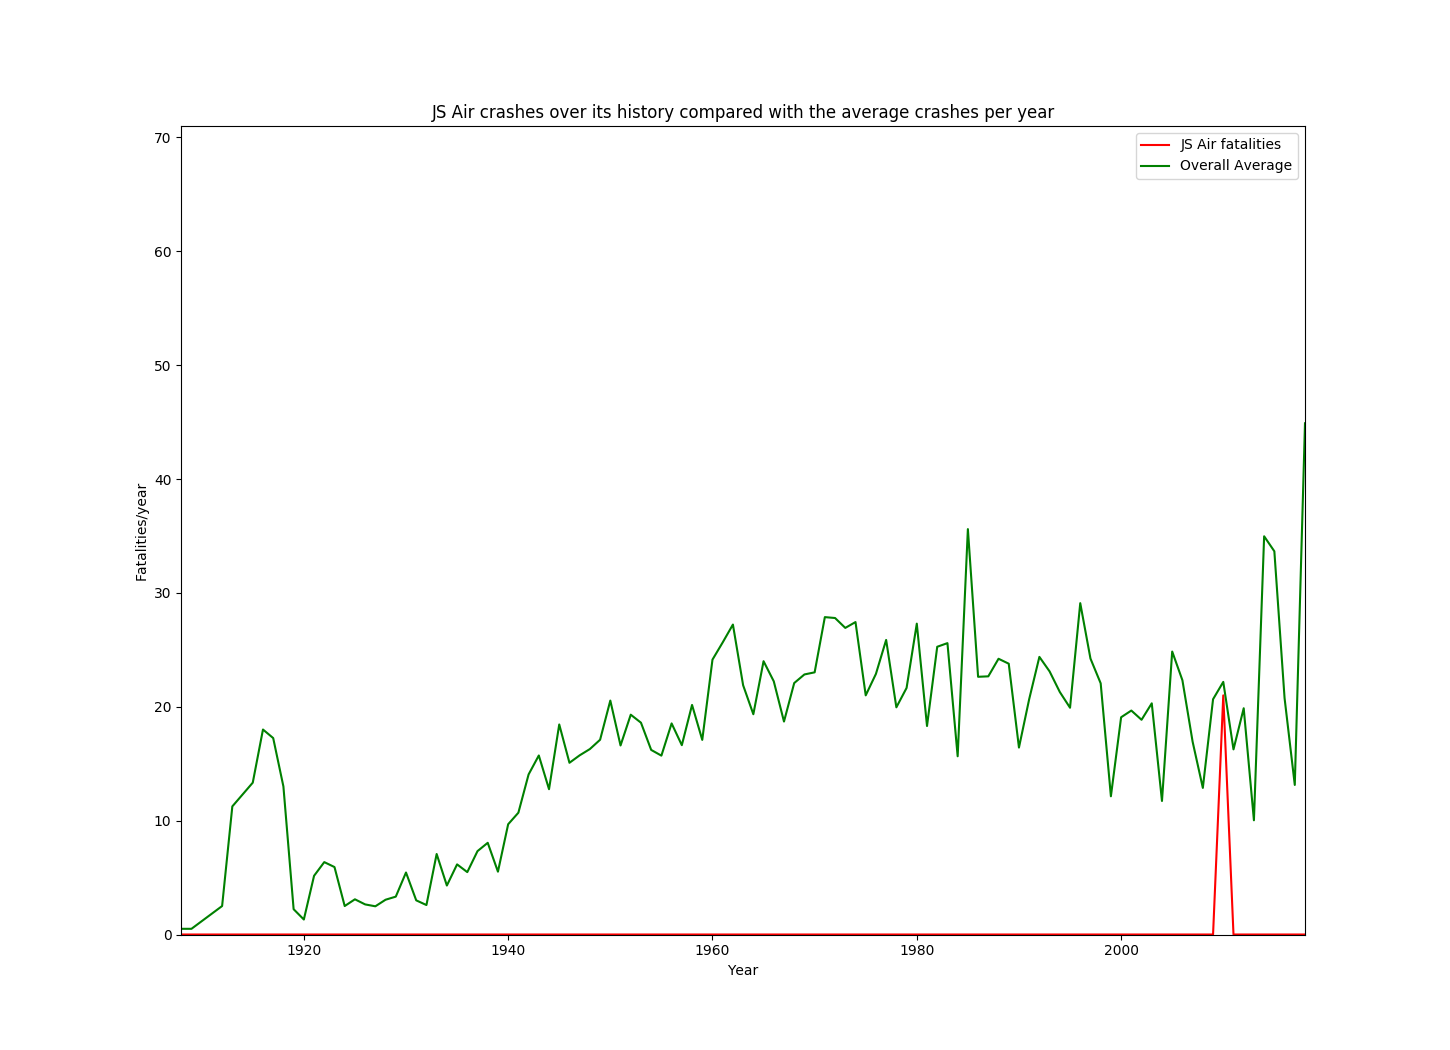 JS Air crashes over its history compared with the average crashes per year
JS Air fatalities
Overall Average
70
60
50
40
30
20
10
0
Fatalities/year
1920
1940
1960
1980
2000
Year